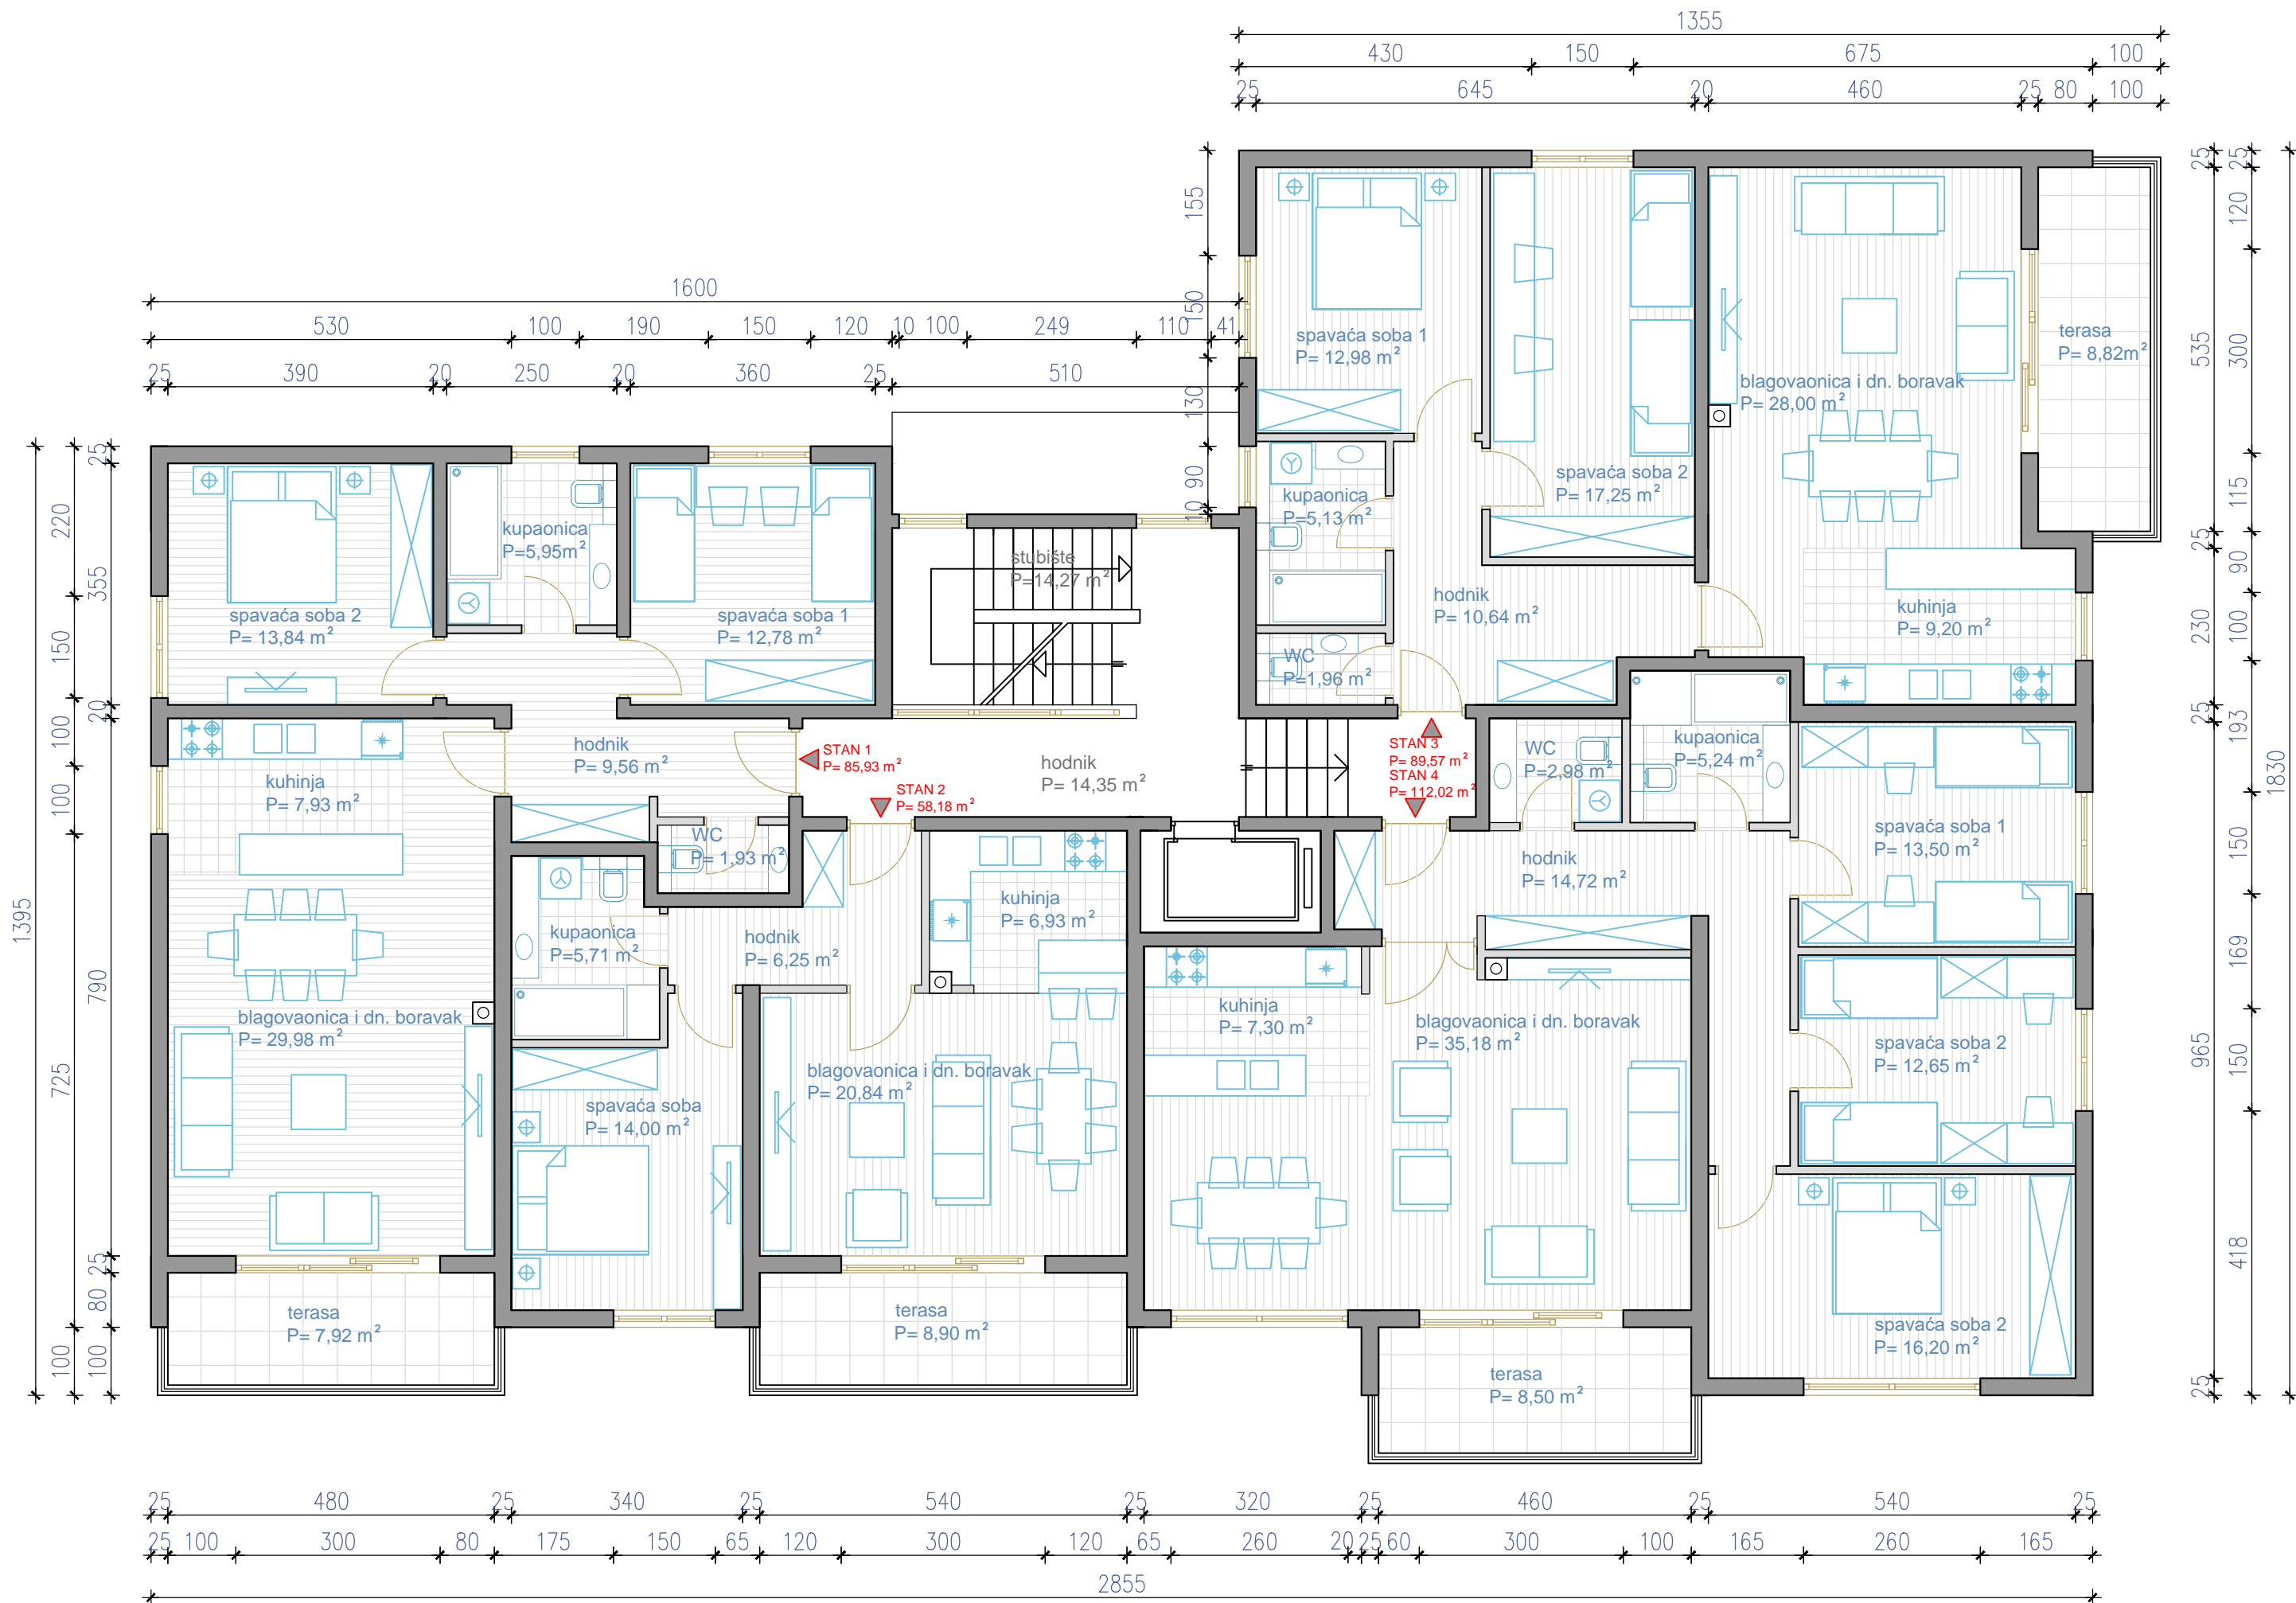 1355
430 150 675 100
25 645 20 460 25 80 100
1600
530 100 190 150 120 10 100 249 110 41
25 390 20 250 20 360 25 510
155
150
130
90
10
25
535
25
230
25
965
25
25
120
300
115
90
100
193
150
169
150
418
1830
1395
220
150
100
100
725
100
25
355
20
790
25
80
100
spavaća soba 1
P= 12,98 m²
spavaća soba 2
P= 17,25 m²
blagovaonica i dn. boravak
P= 28,00 m²
terasa
P= 8,82m²
kupaonica
P=5,13 m²
WC
P=1,96 m²
hodnik
P= 10,64 m²
kuhinja
P= 9,20 m²
spavaća soba 2
P= 13,84 m²
kupaonica
P=5,95m²
spavaća soba 1
P= 12,78 m²
stubište
P=14,27 m²
hodnik
P= 9,56 m²
STAN 1
P= 85,93 m²
STAN 2
P= 58,18 m²
hodnik
P= 14,35 m²
STAN 3
P= 89,57 m²
STAN 4
P= 112,02 m²
WC
P=2,98 m²
kupaonica
P=5,24 m²
kuhinja
P= 7,93 m²
WC
P= 1,93 m²
spavaća soba 1
P= 13,50 m²
hodnik
P= 14,72 m²
kupaonica
P=5,71 m
hodnik
P= 6,25 m²
kuhinja
P= 6,93 m²
blagovaonica i dn. boravak
P= 29,98 m²
kuhinja
P= 7,30 m²
blagovaonica i dn. boravak
P= 35,18 m²
spavaća soba 2
P= 12,65 m²
spavaća soba
P= 14,00 m²
blagovaonica i dn. boravak
P= 20,84 m²
terasa
P= 7,92 m²
terasa
P= 8,90 m²
terasa
P= 8,50 m²
spavaća soba 2
P= 16,20 m²
25 480 25 340 25 540 25 320 25 460 25 540 25
25 100 300 80 175 150 65 120 300 120 65 260 20 25 60 300 100 165 260 165
2855